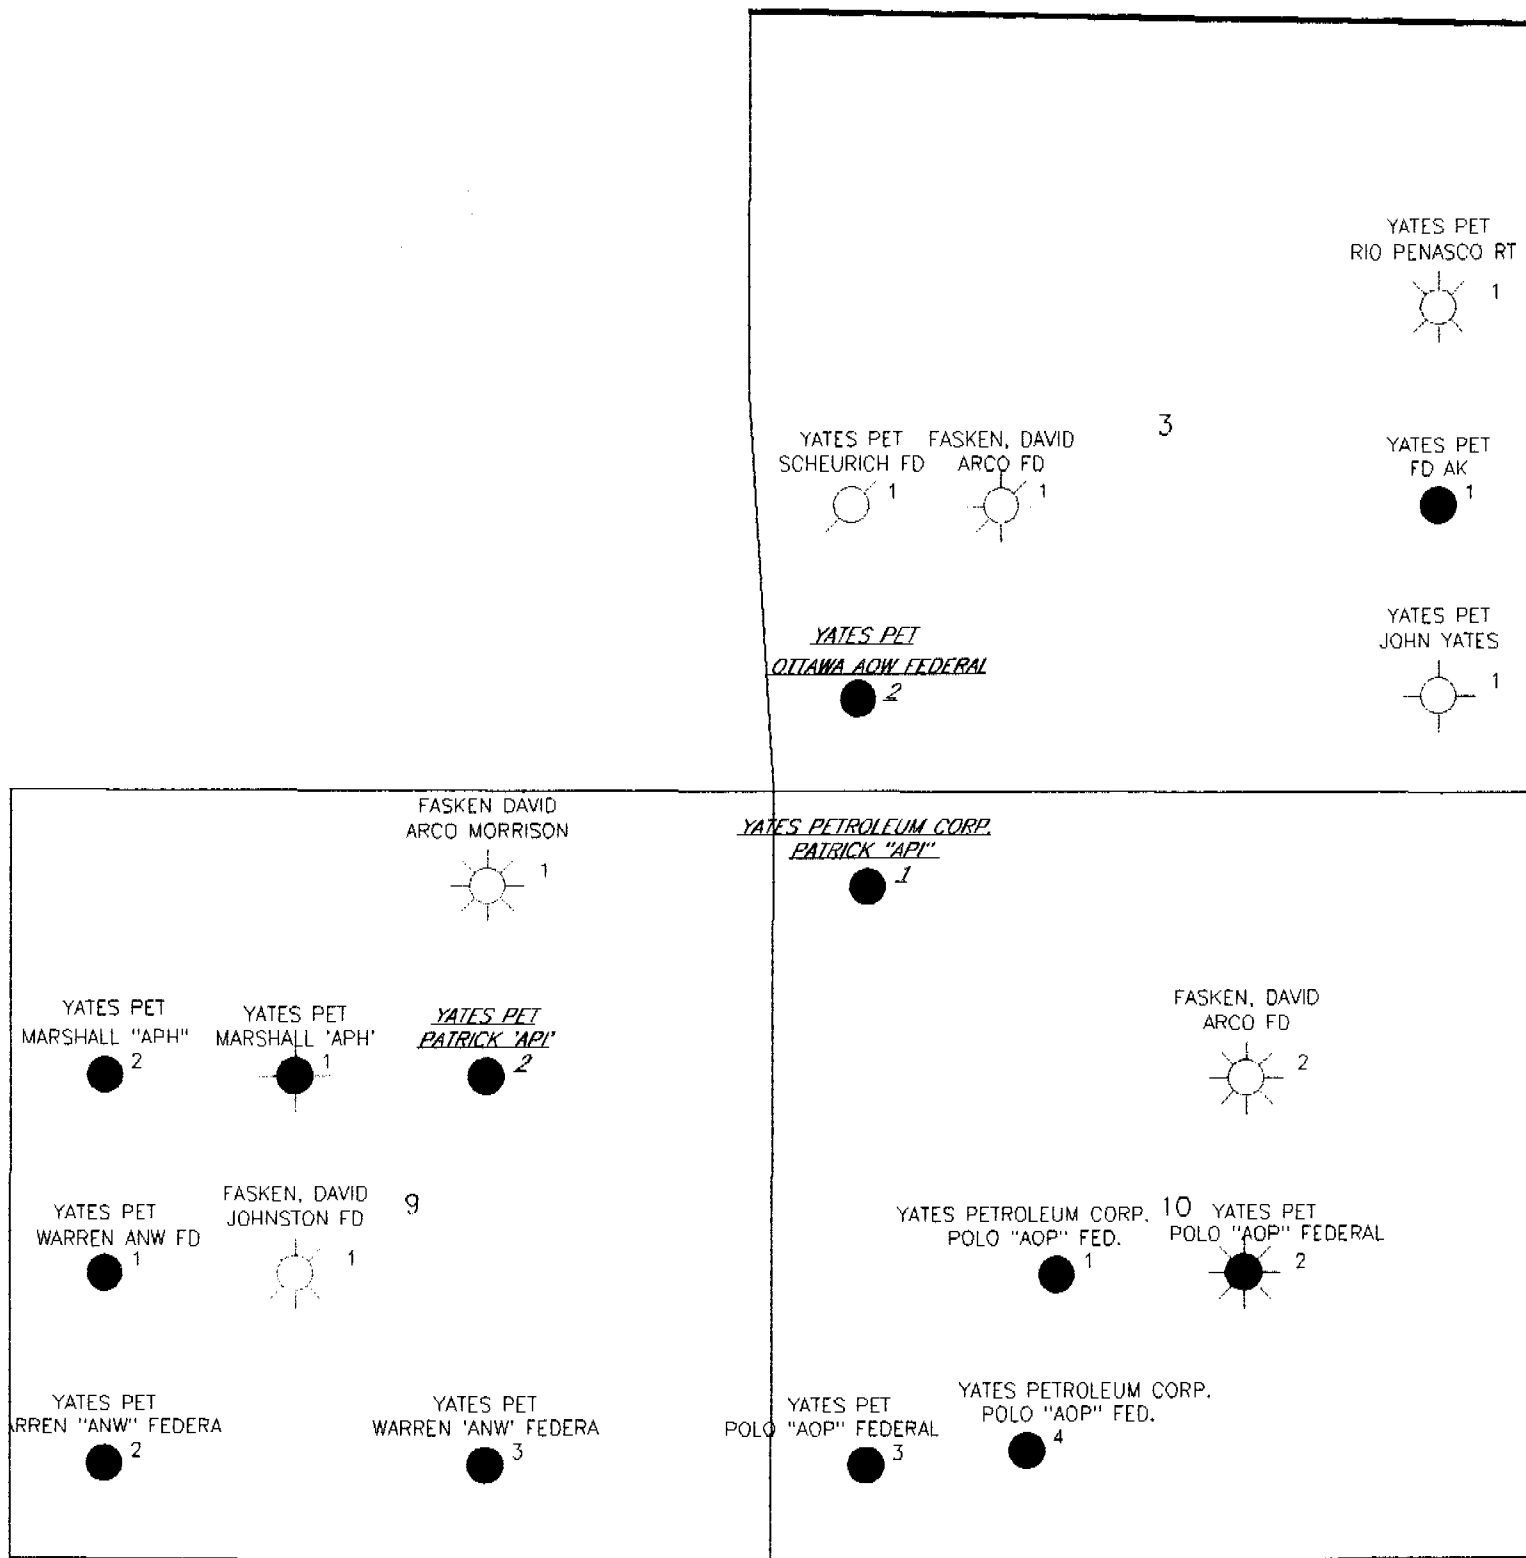 YATES PET
RIO PENASCO RT
1
3
YATES PET
SCHEURICH FD
1
FASKEN, DAVID
ARCO FD
1
YATES PET
FD AK
1
YATES PET
OTTAWA AOW FEDERAL
2
YATES PET
JOHN YATES
1
FASKEN DAVID
ARCO MORRISON
1
YATES PETROLEUM CORP.
PATRICK "API"
1
YATES PET
MARSHALL "APH"
2
YATES PET
MARSHALL 'APH'
1
YATES PET
PATRICK 'API'
2
FASKEN, DAVID
ARCO FD
2
YATES PET
WARREN ANW FD
1
FASKEN, DAVID
JOHNSTON FD
1
9
YATES PETROLEUM CORP.
POLO "AOP" FED.
1
10
YATES PET
POLO "AOP" FEDERAL
2
YATES PET
RREN "ANW" FEDERA
2
YATES PET
WARREN 'ANW' FEDERA
3
YATES PET
POLO "AOP" FEDERAL
3
YATES PETROLEUM CORP.
POLO "AOP" FED.
4